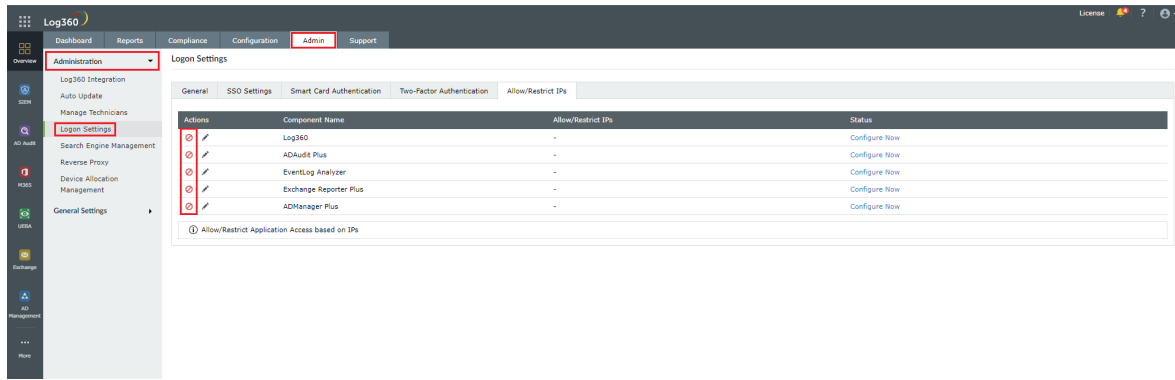 License ?
Log360
Dashboard Reports Compliance Configuration Admin Support
Overview
SIEM
AD Audit
M365
UEBA
Exchange
AD
Management
...
More
Administration
Log360 Integration
Auto Update
Manage Technicians
Logon Settings
Search Engine Management
Reverse Proxy
Device Allocation
Management
General Settings
Logon Settings
General SSO Settings Smart Card Authentication Two-Factor Authentication Allow/Restrict IPs
Actions Component Name Allow/Restrict IPs Status
Log360 - Configure Now
ADAudit Plus - Configure Now
EventLog Analyzer - Configure Now
Exchange Reporter Plus - Configure Now
ADManager Plus - Configure Now
Allow/Restrict Application Access based on IPs